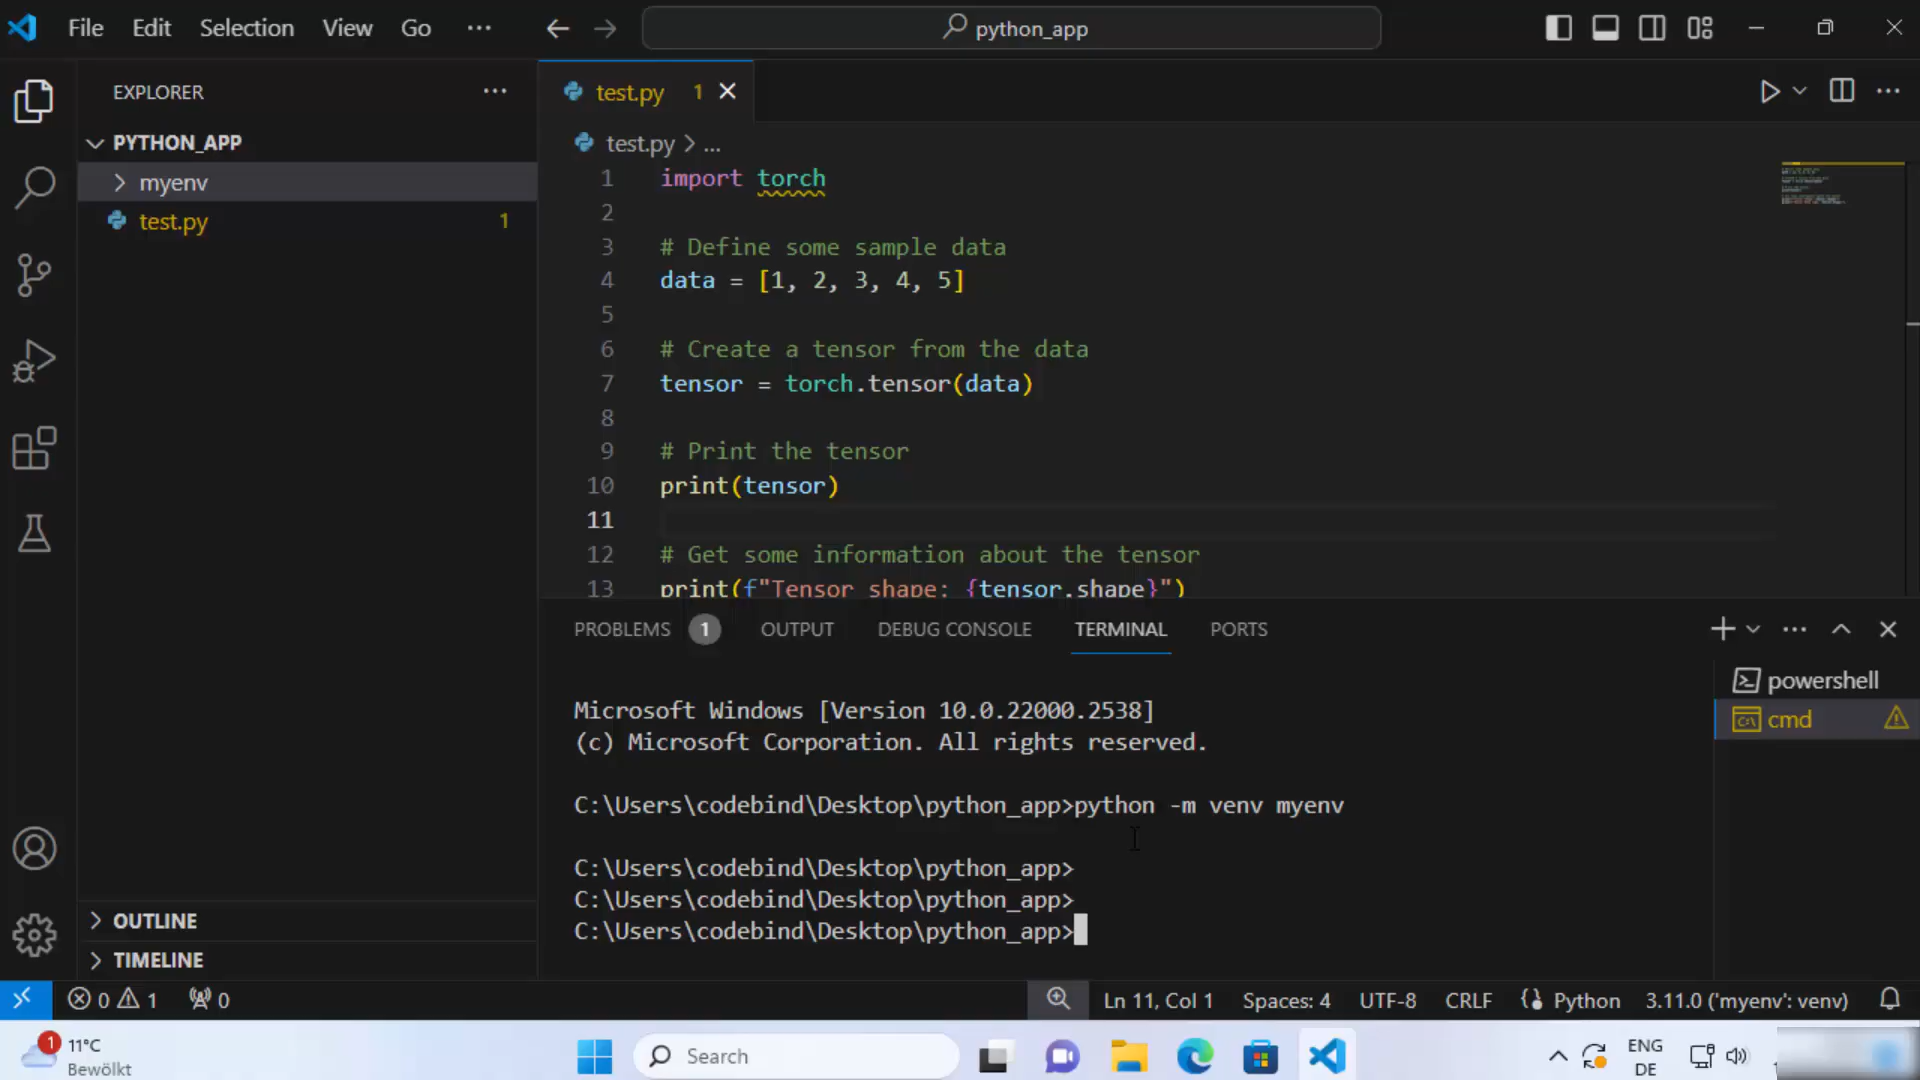 File Edit Selection View Go ··· python_app
EXPLORER ···
PYTHON_APP
myenv
test.py 1
OUTLINE
TIMELINE
test.py 1
test.py > ...
1 import torch
2
3 # Define some sample data
4 data = [1, 2, 3, 4, 5]
5
6 # Create a tensor from the data
7 tensor = torch.tensor(data)
8
9 # Print the tensor
10 print(tensor)
11
12 # Get some information about the tensor
13 print(f"Tensor shape: {tensor.shape}")
PROBLEMS 1 OUTPUT DEBUG CONSOLE TERMINAL PORTS
Microsoft Windows [Version 10.0.22000.2538]
(c) Microsoft Corporation. All rights reserved.
C:\Users\codebind\Desktop\python_app>python -m venv myenv
C:\Users\codebind\Desktop\python_app>
C:\Users\codebind\Desktop\python_app>
C:\Users\codebind\Desktop\python_app>
powershell
cmd
0 1 0 Ln 11, Col 1 Spaces: 4 UTF-8 CRLF Python 3.11.0 ('myenv': venv)
1 11°C
Bewölkt
Search
ENG
DE